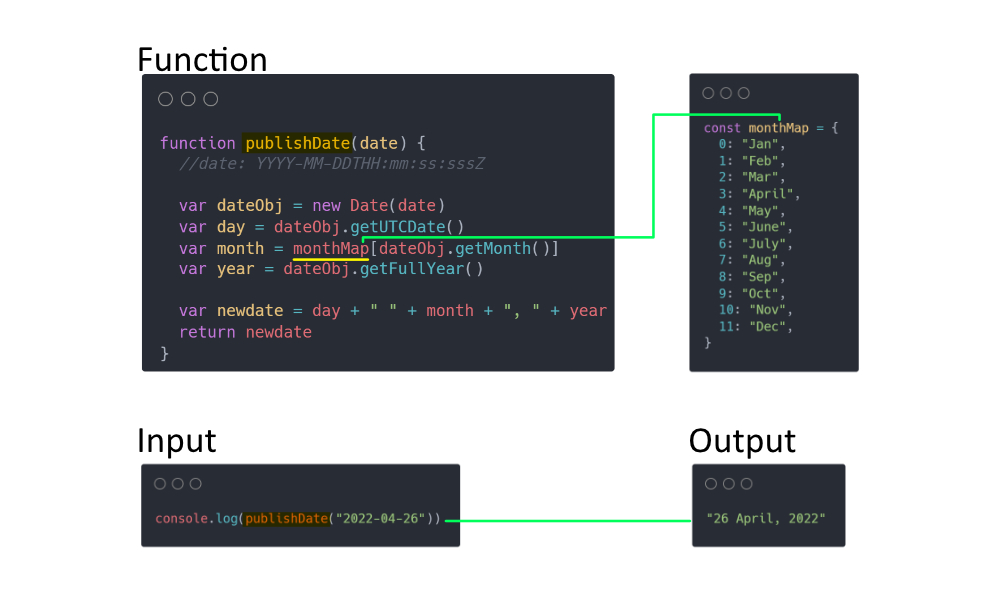 Function
function publishDate(date) {
//date: YYYY-MM-DDTHH:mm:ss:sssZ
var dateObj = new Date(date)
var day = dateObj.getUTCDate()
var month = monthMap[dateObj.getMonth()]
var year = dateObj.getFullYear()
var newdate = day + " " + month + ", " + year
return newdate
}
const monthMap = {
0: "Jan",
1: "Feb",
2: "Mar",
3: "April",
4: "May",
5: "June",
6: "July",
7: "Aug",
8: "Sep",
9: "Oct",
10: "Nov",
11: "Dec",
}
Input
console.log(publishDate("2022-04-26"))
Output
"26 April, 2022"